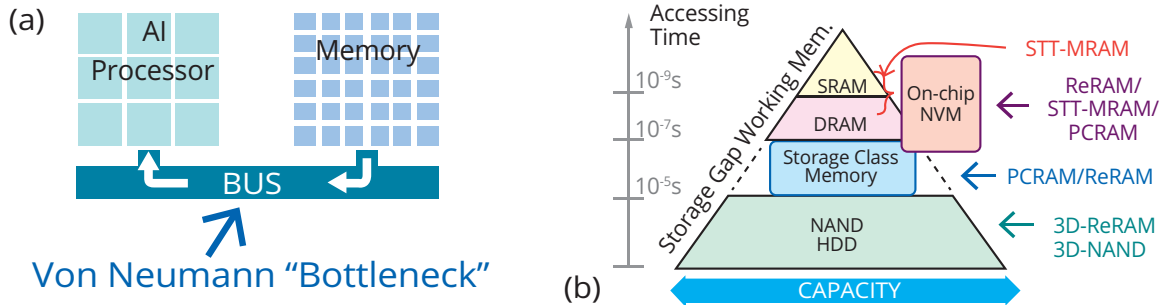 (a)
AI
Processor
Memory
BUS
Von Neumann “Bottleneck”
(b)
Accessing
Time
10-9s
10-7s
10-5s
Storage Gap Working Mem.
SRAM
DRAM
On-chip
NVM
Storage Class
Memory
NAND
HDD
CAPACITY
STT-MRAM
ReRAM/
STT-MRAM/
PCRAM
PCRAM/ReRAM
3D-ReRAM
3D-NAND